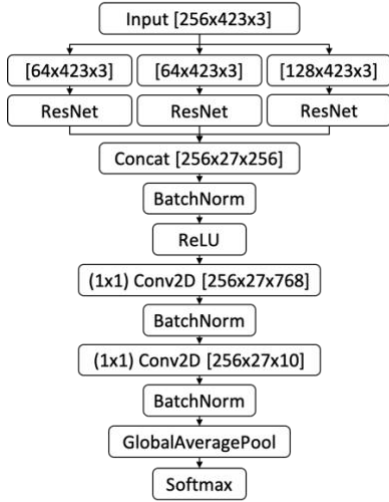 Input [256x423x3]
[64x423x3] [64x423x3] [128x423x3]
ResNet ResNet ResNet
Concat [256x27x256]
BatchNorm
ReLU
(1x1) Conv2D [256x27x768]
BatchNorm
(1x1) Conv2D [256x27x10]
BatchNorm
GlobalAveragePool
Softmax